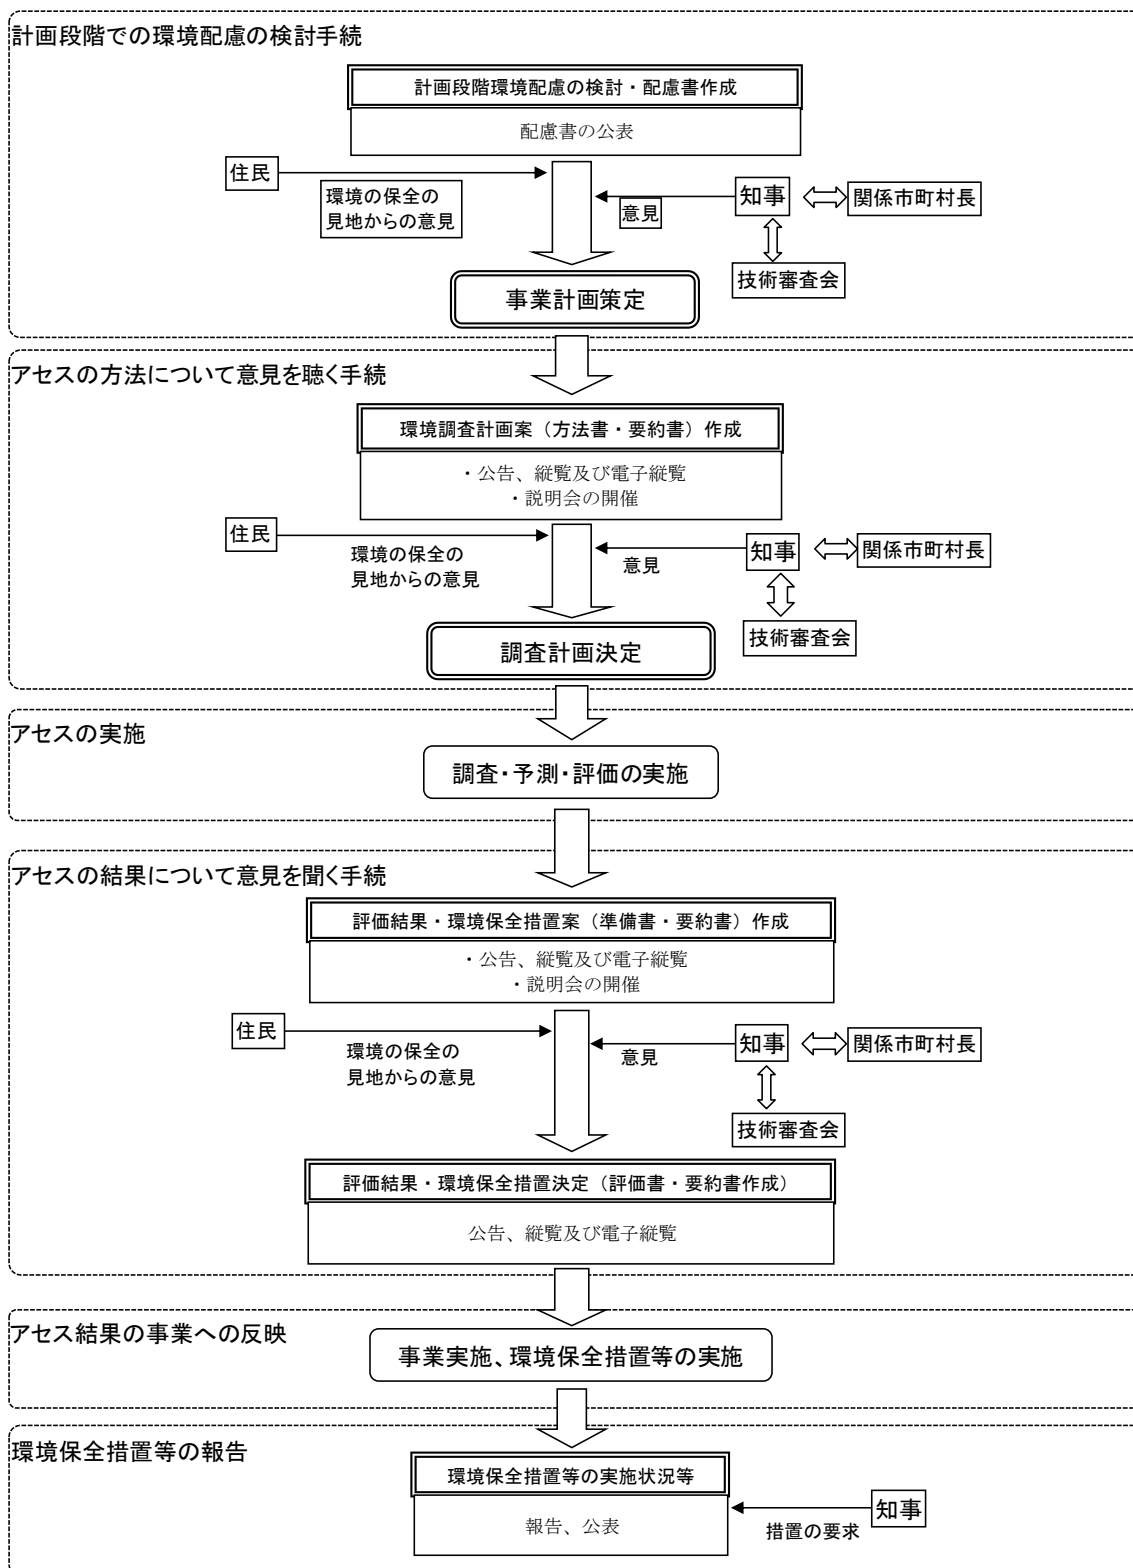 計画段階での環境配慮の検討手続
計画段階環境配慮の検討・配慮書作成
配慮書の公表
住民
環境の保全の
見地からの意見
意見
知事
関係市町村長
技術審査会
事業計画策定
アセスの方法について意見を聴く手続
環境調査計画案（方法書・要約書）作成
・公告、縦覧及び電子縦覧
・説明会の開催
住民
環境の保全の
見地からの意見
意見
知事
関係市町村長
技術審査会
調査計画決定
アセスの実施
調査・予測・評価の実施
アセスの結果について意見を聞く手続
評価結果・環境保全措置案（準備書・要約書）作成
・公告、縦覧及び電子縦覧
・説明会の開催
住民
環境の保全の
見地からの意見
意見
知事
関係市町村長
技術審査会
評価結果・環境保全措置決定（評価書・要約書作成）
公告、縦覧及び電子縦覧
アセス結果の事業への反映
事業実施、環境保全措置等の実施
環境保全措置等の報告
環境保全措置等の実施状況等
報告、公表
知事
措置の要求